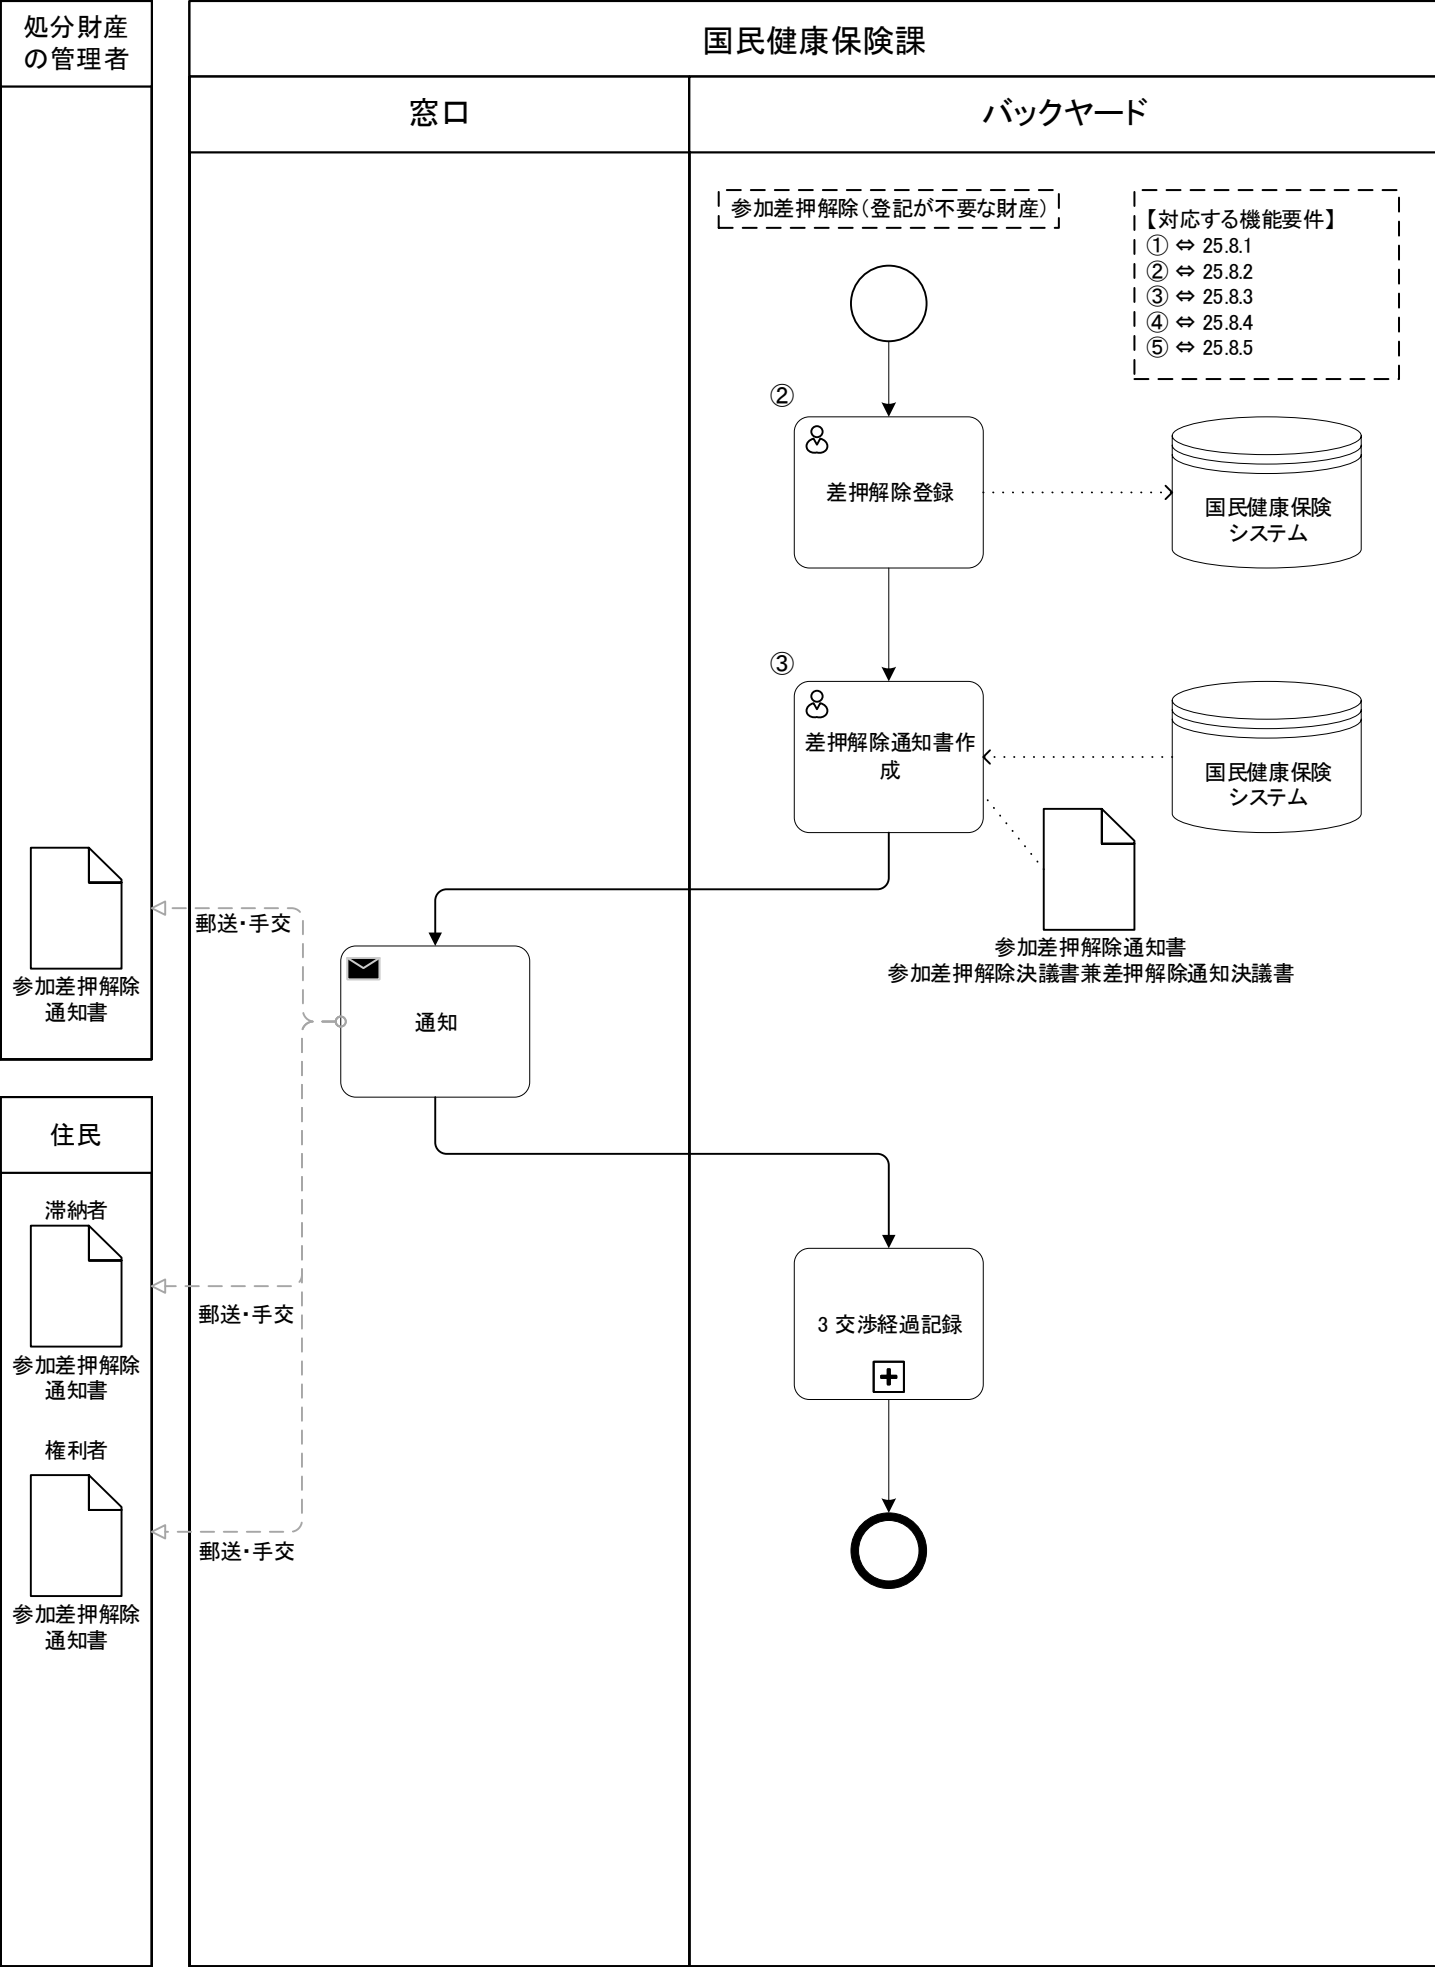 処分財産
の管理者
国民健康保険課
窓口
バックヤード
参加差押解除（登記が不要な財産）
【対応する機能要件】
① ⇔ 25.8.1
② ⇔ 25.8.2
③ ⇔ 25.8.3
④ ⇔ 25.8.4
⑤ ⇔ 25.8.5
②
差押解除登録
国民健康保険
システム
③
差押解除通知書作
成
国民健康保険
システム
参加差押解除通知書
参加差押解除決議書兼差押解除通知決議書
郵送・手交
参加差押解除
通知書
通知
住民
滞納者
郵送・手交
参加差押解除
通知書
3 交渉経過記録
権利者
郵送・手交
参加差押解除
通知書